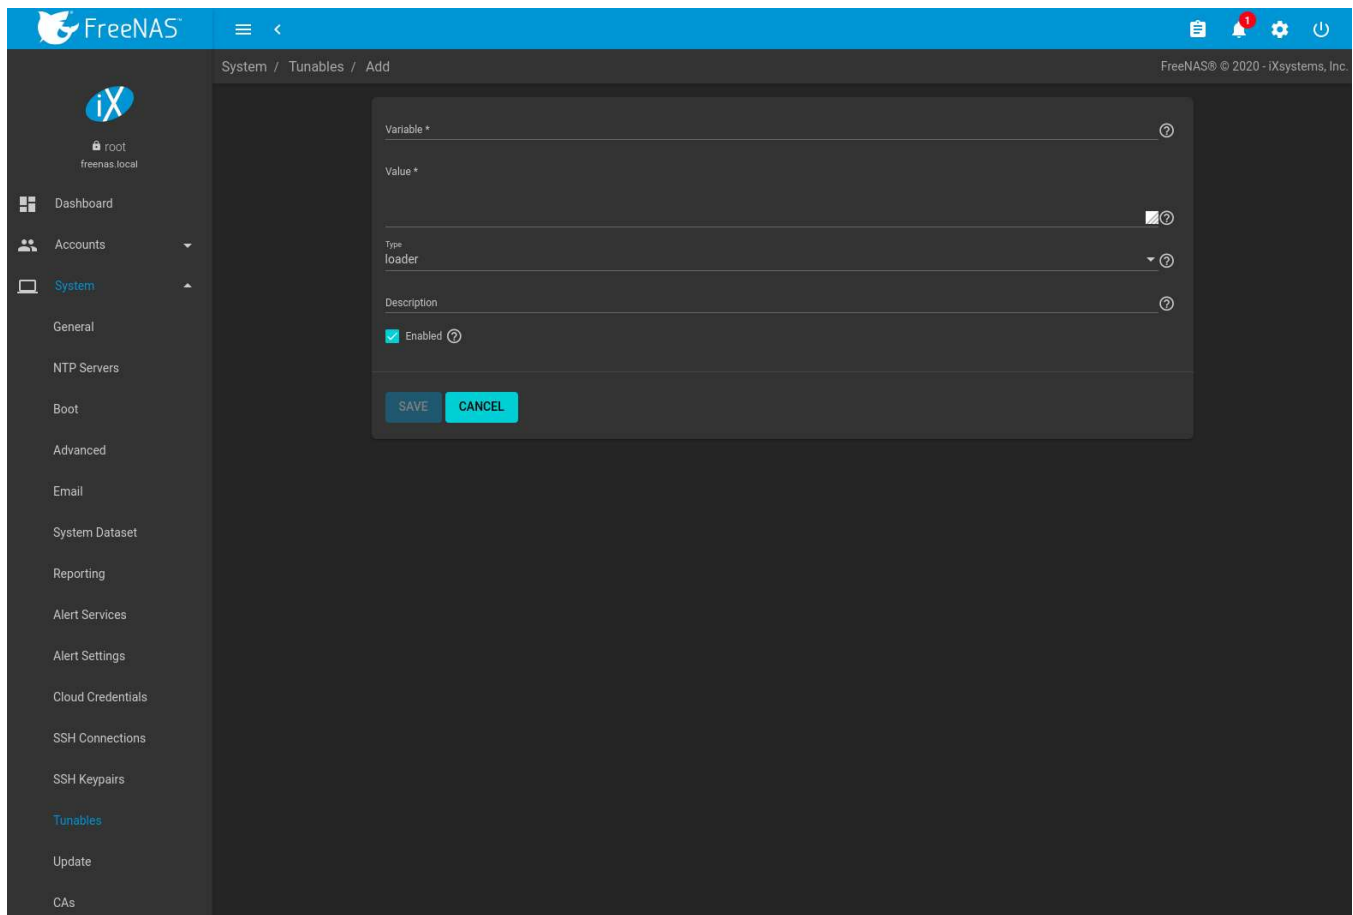 FreeNAS™
1
System / Tunables / Add
FreeNAS® © 2020 - iXsystems, Inc.
iX
root
freenas.local
Dashboard
Accounts
System
General
NTP Servers
Boot
Advanced
Email
System Dataset
Reporting
Alert Services
Alert Settings
Cloud Credentials
SSH Connections
SSH Keypairs
Tunables
Update
CAs
Variable *
Value *
Type
loader
Description
Enabled
SAVE CANCEL